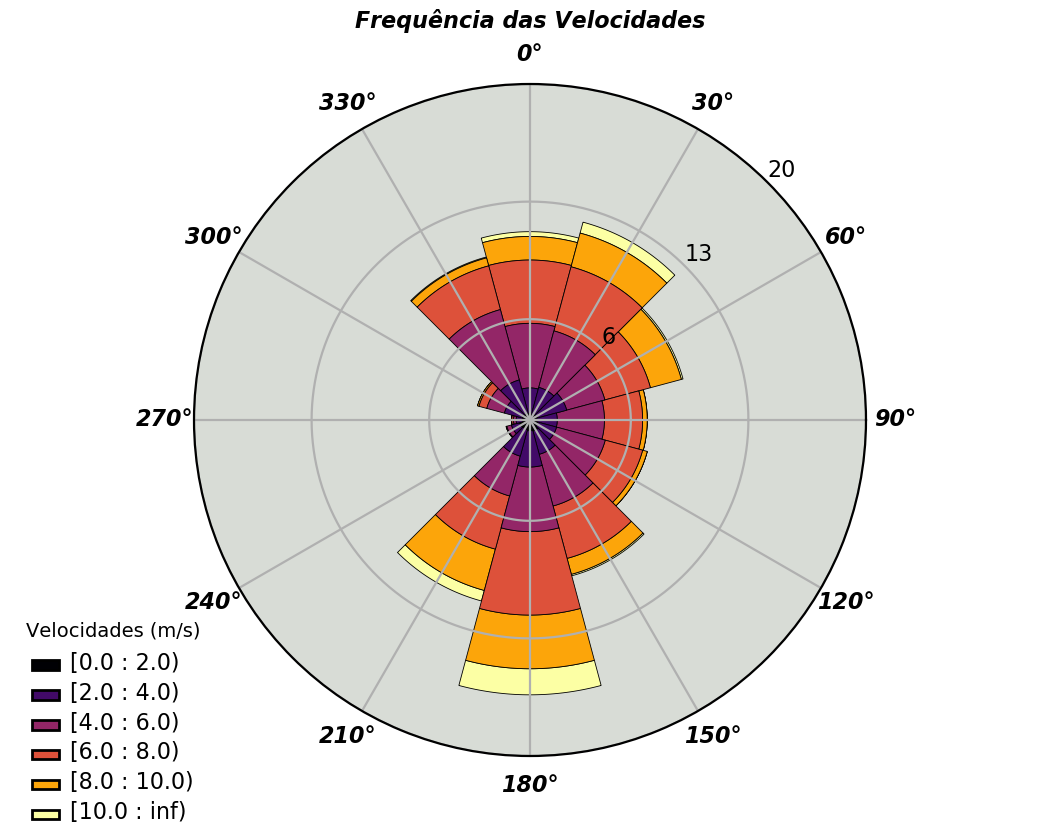 Frequência das Velocidades
0°
330°
30°
20
300°
60°
13
6
270°
90°
240°
120°
210°
150°
180°
Velocidades (m/s)
[0.0 : 2.0)
[2.0 : 4.0)
[4.0 : 6.0)
[6.0 : 8.0)
[8.0 : 10.0)
[10.0 : inf)